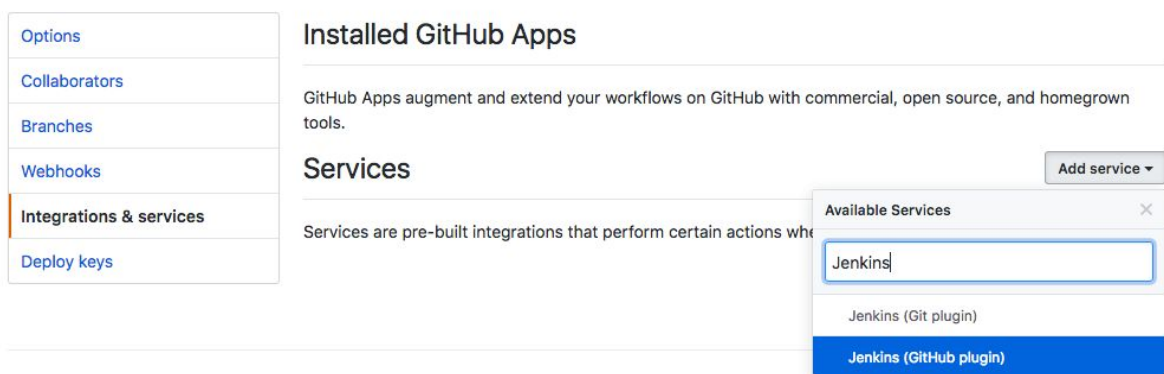 Options
Collaborators
Branches
Webhooks
Integrations & services
Deploy keys
Installed GitHub Apps
GitHub Apps augment and extend your workflows on GitHub with commercial, open source, and homegrown
tools.
Services
Add service
Services are pre-built integrations that perform certain actions whe
Available Services
Jenkins
Jenkins (Git plugin)
Jenkins (GitHub plugin)